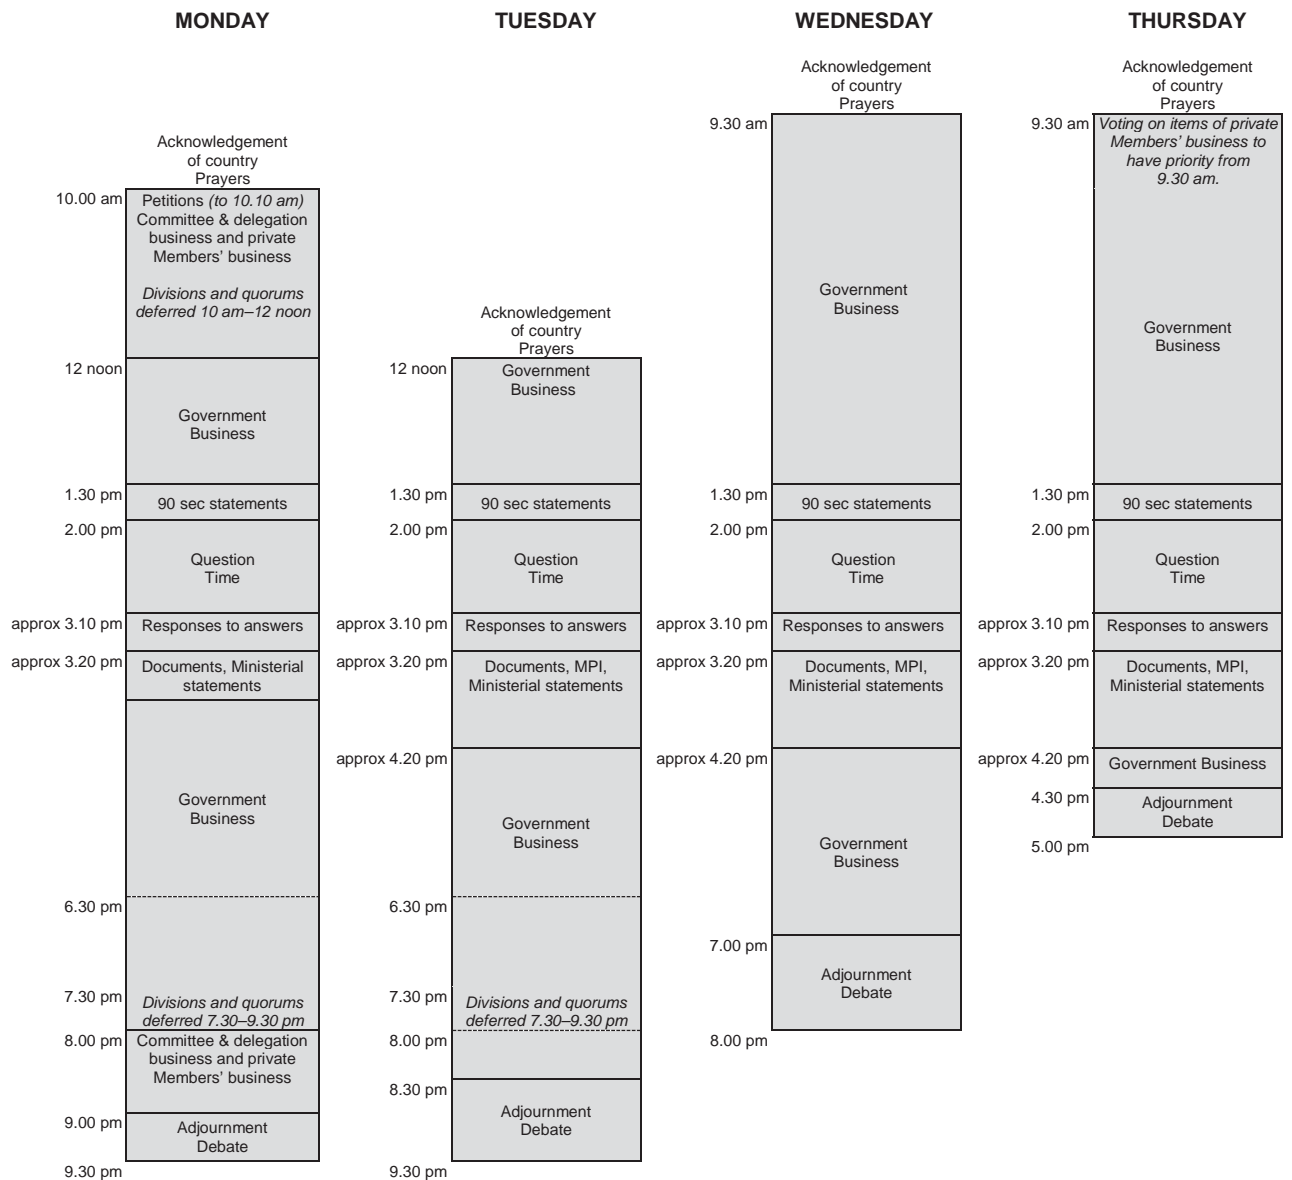 MONDAY
TUESDAY
WEDNESDAY
THURSDAY
Acknowledgement
of country
Prayers
10.00 am
Petitions (to 10.10 am)
Committee & delegation
business and private
Members’ business
Divisions and quorums
deferred 10 am–12 noon
12 noon
Government
Business
1.30 pm
90 sec statements
2.00 pm
Question
Time
approx 3.10 pm
Responses to answers
approx 3.20 pm
Documents, Ministerial
statements
Government
Business
6.30 pm
7.30 pm
Divisions and quorums
deferred 7.30–9.30 pm
8.00 pm
Committee & delegation
business and private
Members’ business
9.00 pm
Adjournment
Debate
9.30 pm
Acknowledgement
of country
Prayers
12 noon
Government
Business
1.30 pm
90 sec statements
2.00 pm
Question
Time
approx 3.10 pm
Responses to answers
approx 3.20 pm
Documents, MPI,
Ministerial statements
approx 4.20 pm
Government
Business
6.30 pm
7.30 pm
Divisions and quorums
deferred 7.30–9.30 pm
8.00 pm
8.30 pm
Adjournment
Debate
9.30 pm
Acknowledgement
of country
Prayers
9.30 am
Government
Business
1.30 pm
90 sec statements
2.00 pm
Question
Time
approx 3.10 pm
Responses to answers
approx 3.20 pm
Documents, MPI,
Ministerial statements
approx 4.20 pm
Government
Business
7.00 pm
Adjournment
Debate
8.00 pm
Acknowledgement
of country
Prayers
9.30 am
Voting on items of private
Members’ business to
have priority from
9.30 am.
Government
Business
1.30 pm
90 sec statements
2.00 pm
Question
Time
approx 3.10 pm
Responses to answers
approx 3.20 pm
Documents, MPI,
Ministerial statements
approx 4.20 pm
Government Business
4.30 pm
Adjournment
Debate
5.00 pm